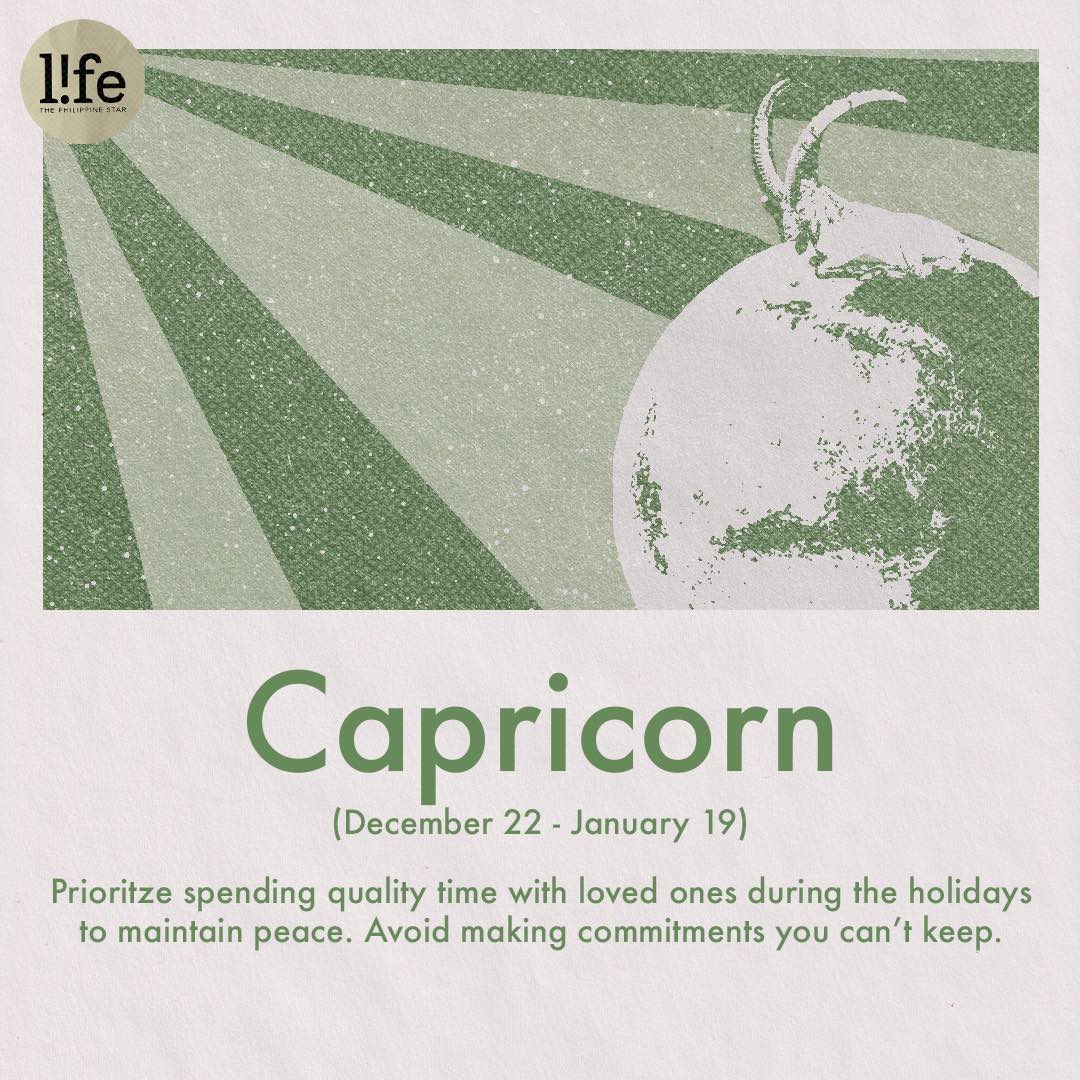 l!fe
THE PHILIPPINE STAR
Capricorn
(December 22 - January 19)
Prioritze spending quality time with loved ones during the holidays
to maintain peace. Avoid making commitments you can’t keep.